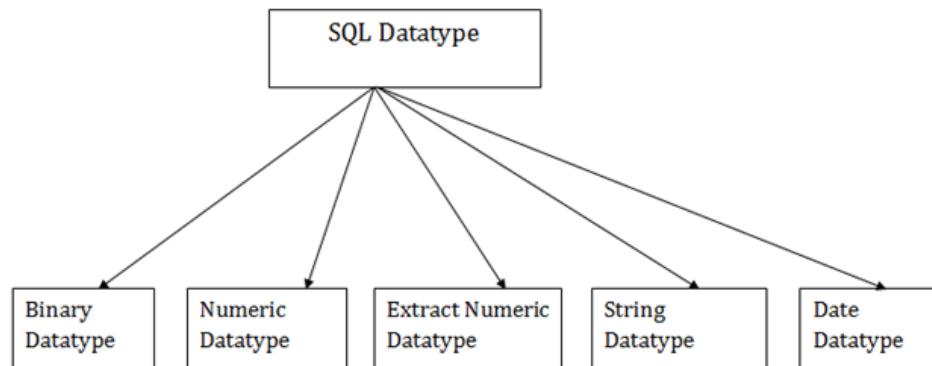 SQL Datatype
Binary
Datatype
Numeric
Datatype
Extract Numeric
Datatype
String
Datatype
Date
Datatype